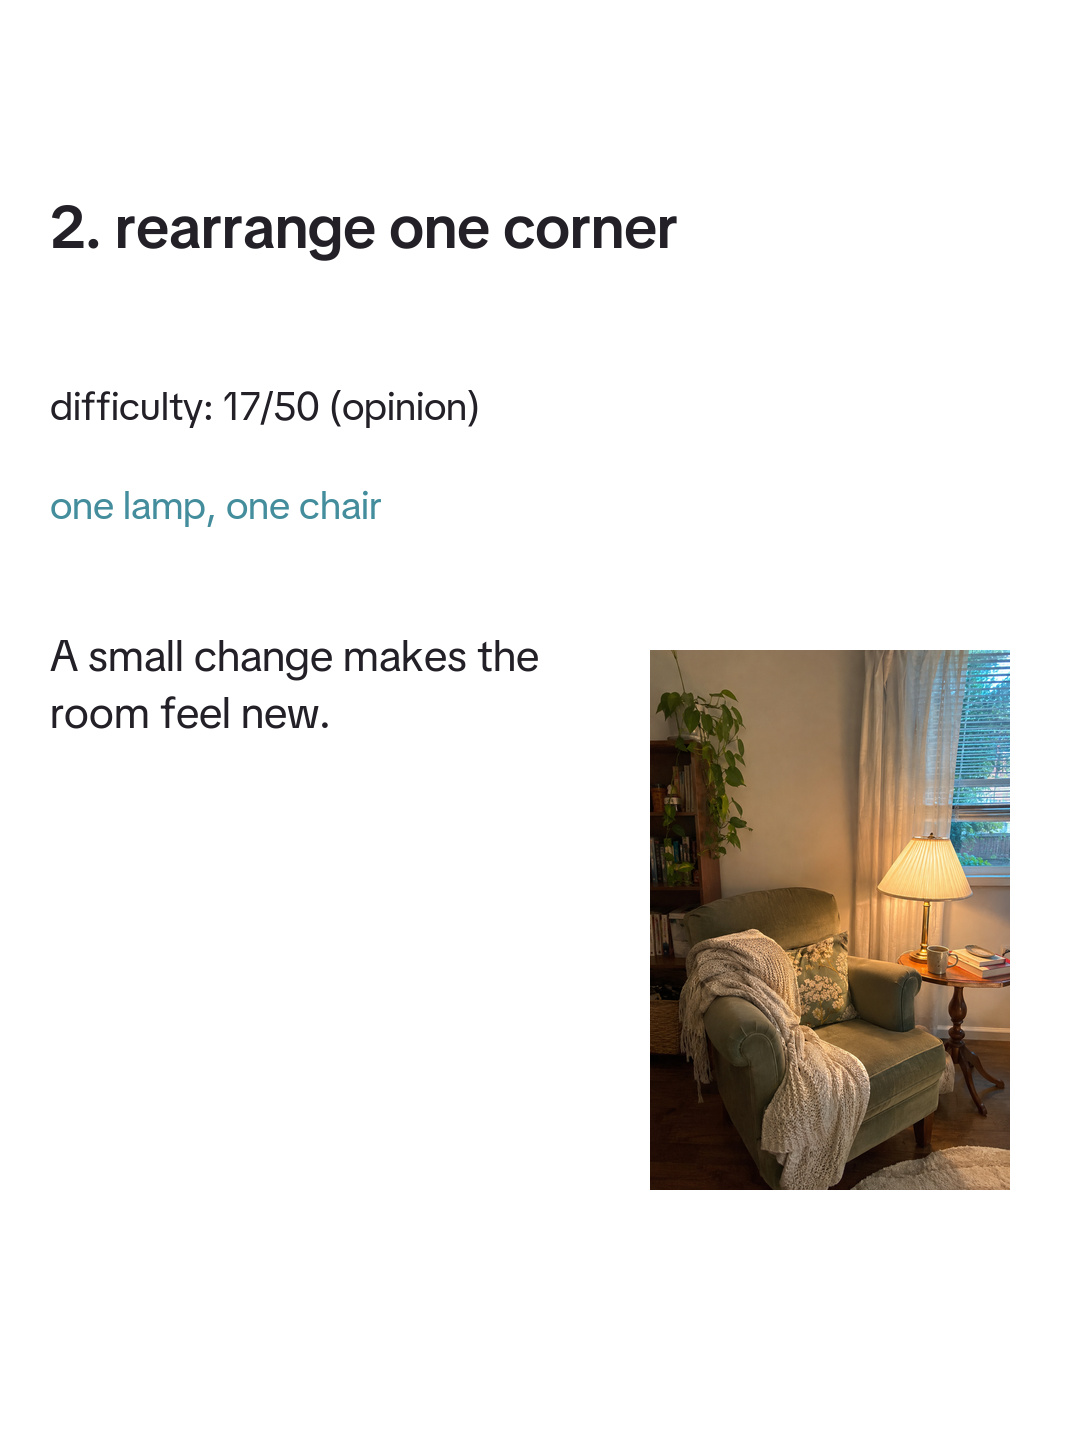 2. rearrange one corner
difficulty: 17/50 (opinion)
one lamp, one chair
A small change makes the
room feel new.